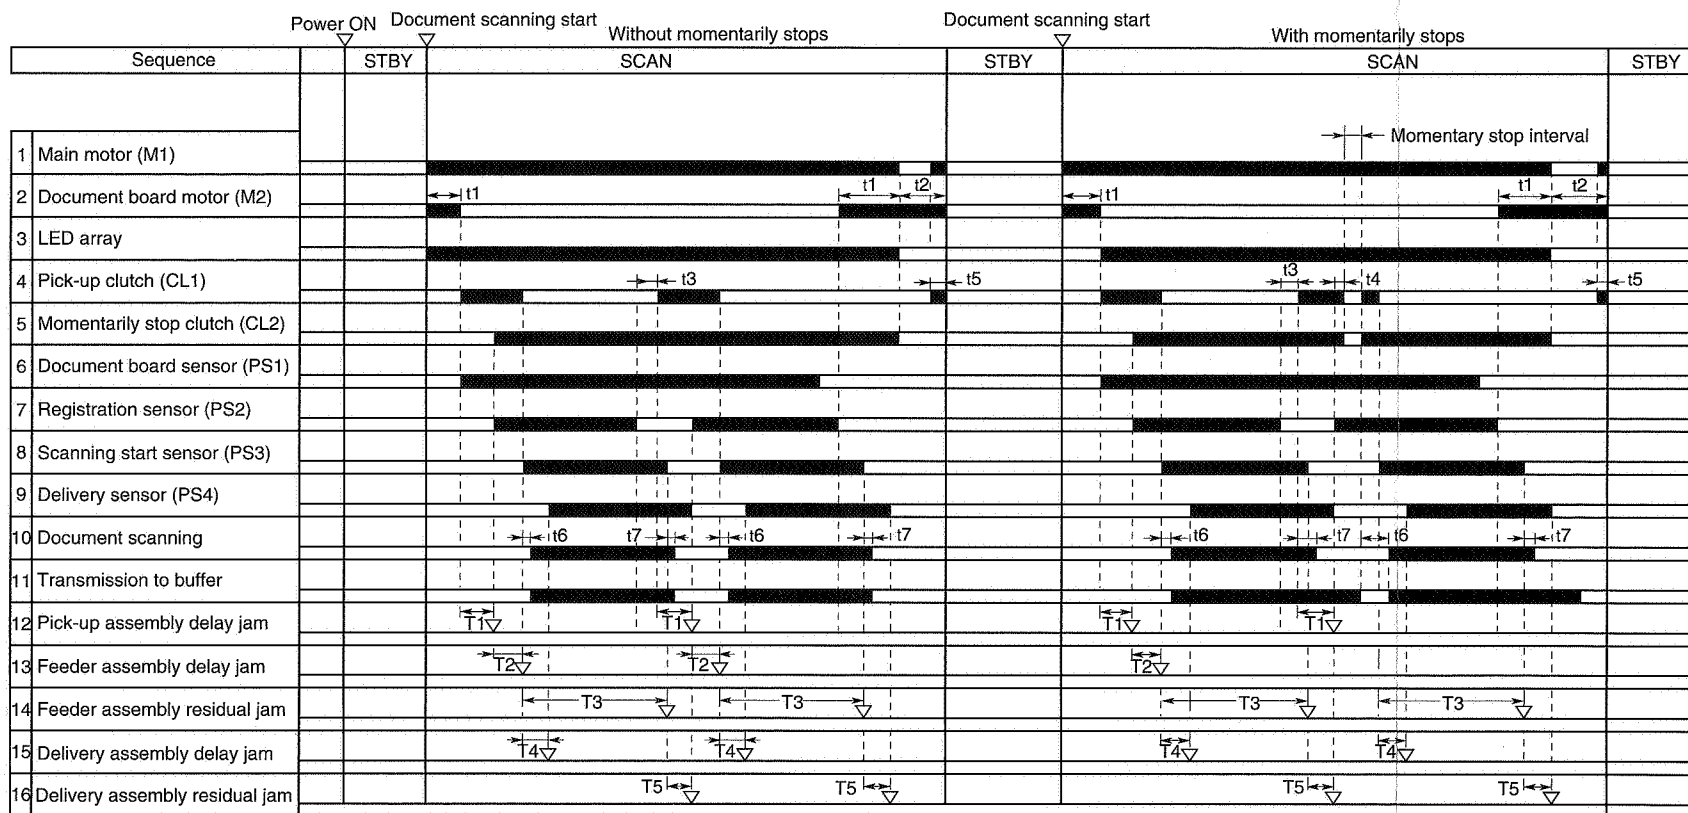 Power ON Document scanning start Without momentarily stops Document scanning start With momentarily stops
Sequence STBY SCAN STBY SCAN STBY
Momentary stop interval
1 Main motor (M1)
t1 t1 t2 t1 t1 t2
2 Document board motor (M2)
3 LED array
4 Pick-up clutch (CL1) t3 t5 t3 t4 t5
5 Momentarily stop clutch (CL2)
6 Document board sensor (PS1)
7 Registration sensor (PS2)
8 Scanning start sensor (PS3)
9 Delivery sensor (PS4)
10 Document scanning t6 t7 t6 t7 t6 t7 t6 t7
11 Transmission to buffer
12 Pick-up assembly delay jam T1 T1 T1 T1
13 Feeder assembly delay jam T2 T2 T2
14 Feeder assembly residual jam T3 T3 T3 T3
15 Delivery assembly delay jam T4 T4 T4 T4
16 Delivery assembly residual jam T5 T5 T5 T5